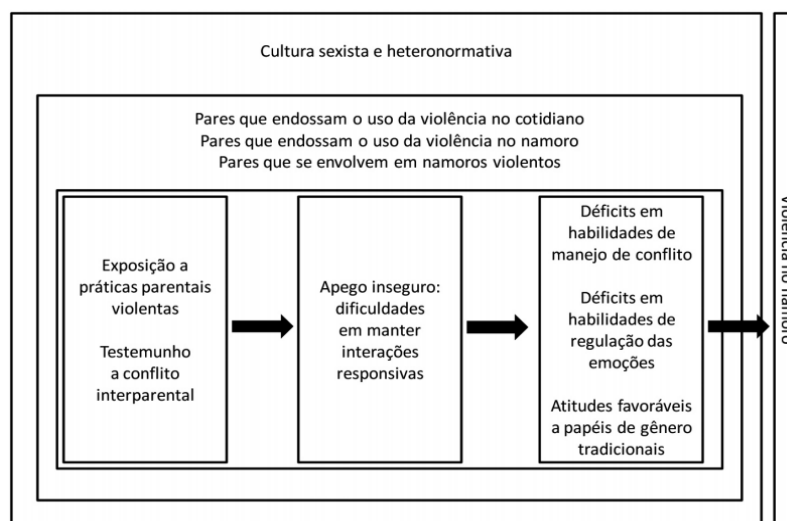 Cultura sexista e heteronormativa
Pares que endossam o uso da violência no cotidiano
Pares que endossam o uso da violência no namoro
Pares que se envolvem em namoros violentos
Exposição a
práticas parentais
violentas
Testemunho
a conflito
interparental
Apego inseguro:
dificuldades
em manter
interações
responsivas
Déficits em
habilidades de
manejo de conflito
Déficits em
habilidades de
regulação das
emoções
Atitudes favoráveis
a papéis de gênero
tradicionais
Violência no namoro